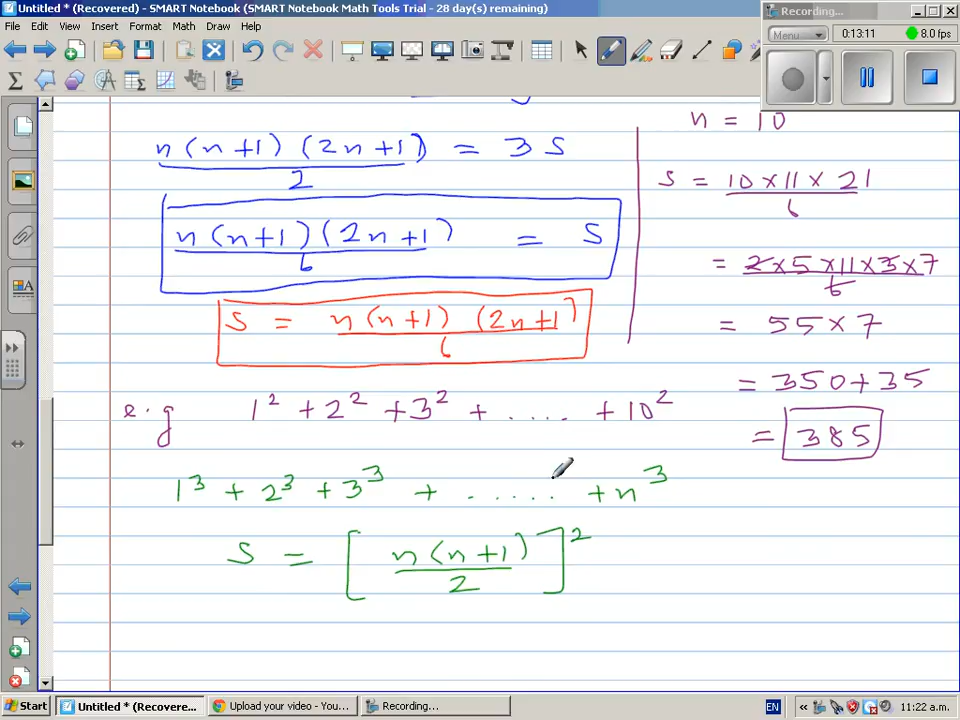 Untitled * (Recovered) - SMART Notebook (SMART Notebook Math Tools Trial - 28 day(s) remaining)
Recording...
File Edit View Insert Format Math Draw Help
Menu
0:13:11
8.0 fps
n(n+1)(2n+1)/2 = 3S
n(n+1)(2n+1)/6 = S
S = n(n+1)(2n+1)/6
e.g 1² + 2² + 3² + ..... + 10²
1³ + 2³ + 3³ + ...... + n³
S = [n(n+1)/2]²
n = 10
S = 10×11×21/6
= 2×5×11×3×7/6
= 55×7
= 350+35
= 385
Start
Untitled * (Recovere...
Upload your video - You...
Recording...
EN
11:22 a.m.